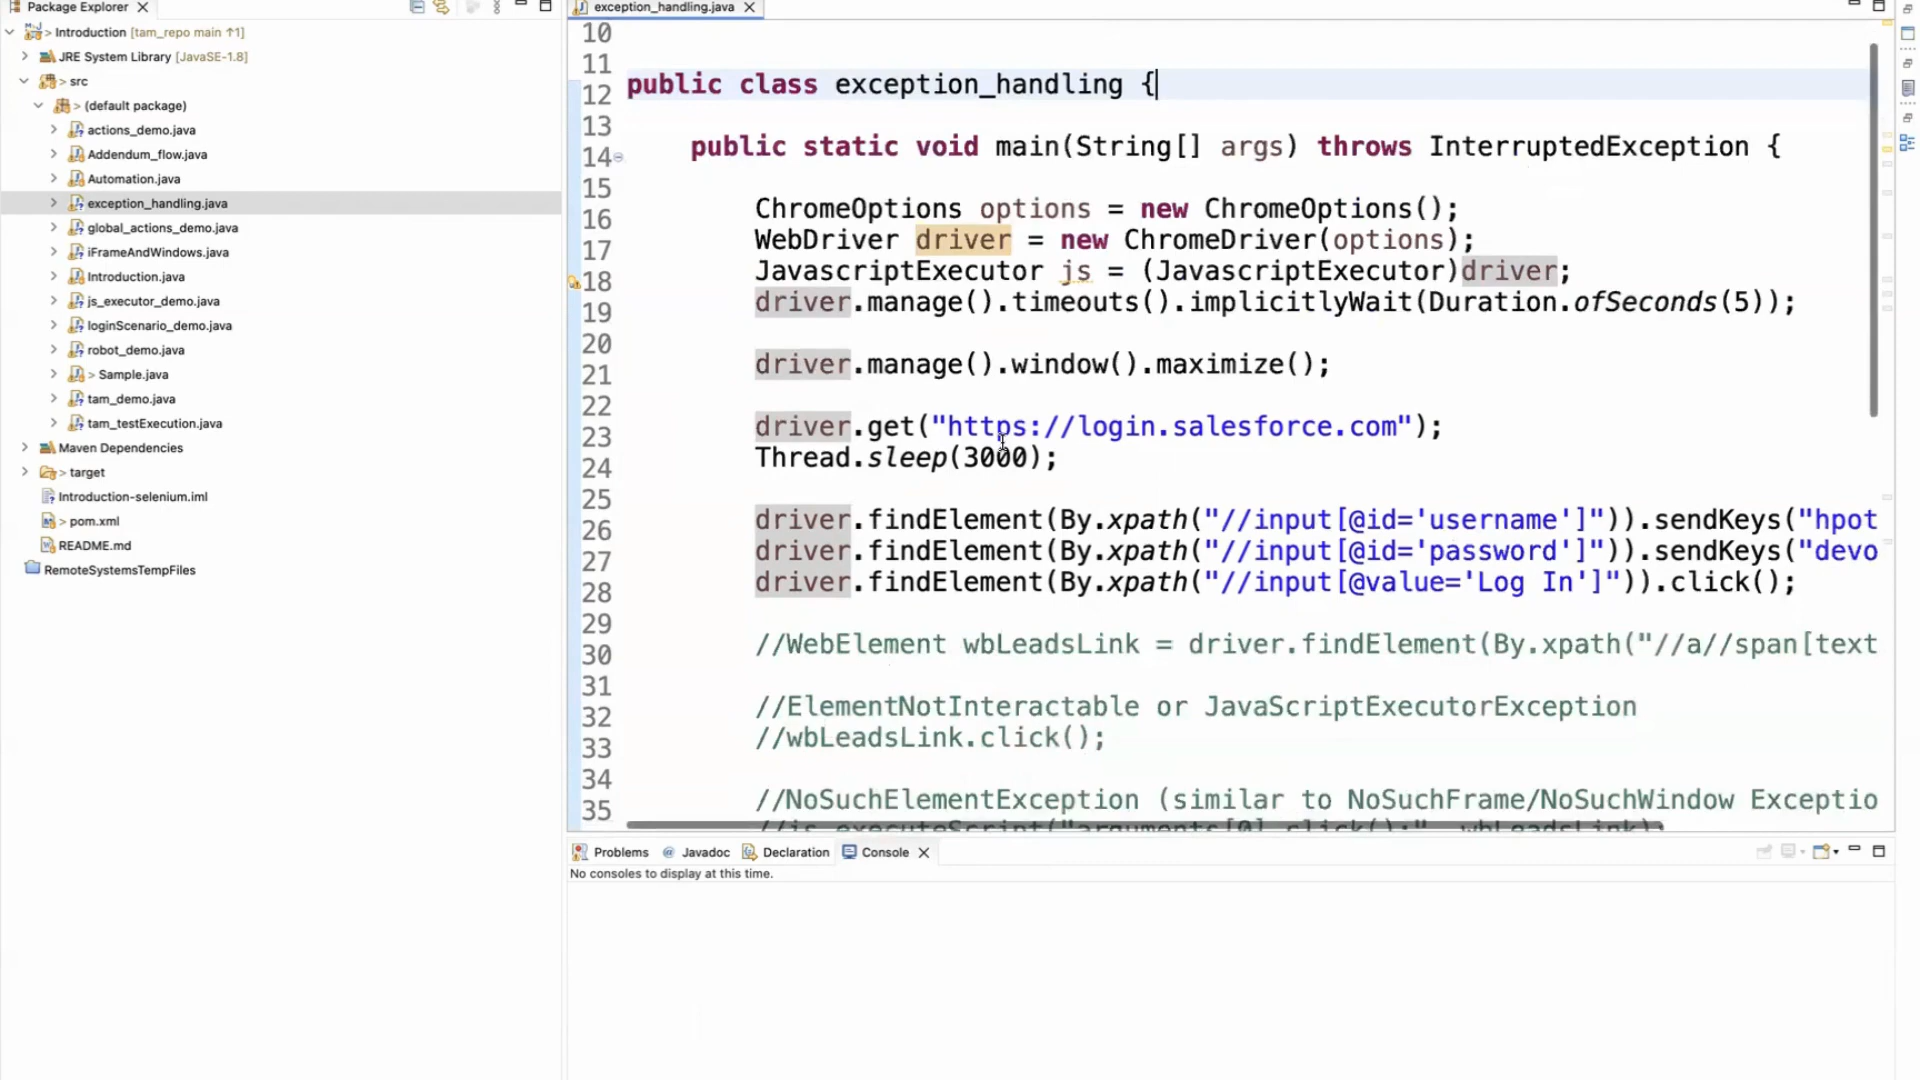 Package Explorer
> Introduction [tam_repo main ↑1]
JRE System Library [JavaSE-1.8]
> src
> (default package)
actions_demo.java
Addendum_flow.java
Automation.java
exception_handling.java
global_actions_demo.java
iFrameAndWindows.java
Introduction.java
js_executor_demo.java
loginScenario_demo.java
robot_demo.java
> Sample.java
tam_demo.java
tam_testExecution.java
Maven Dependencies
> target
Introduction-selenium.iml
> pom.xml
README.md
RemoteSystemsTempFiles
exception_handling.java
10
11
12 public class exception_handling {
13
14 public static void main(String[] args) throws InterruptedException {
15
16 ChromeOptions options = new ChromeOptions();
17 WebDriver driver = new ChromeDriver(options);
18 JavascriptExecutor js = (JavascriptExecutor)driver;
19 driver.manage().timeouts().implicitlyWait(Duration.ofSeconds(5));
20
21 driver.manage().window().maximize();
22
23 driver.get("https://login.salesforce.com");
24 Thread.sleep(3000);
25
26 driver.findElement(By.xpath("//input[@id='username']")).sendKeys("hpot
27 driver.findElement(By.xpath("//input[@id='password']")).sendKeys("devo
28 driver.findElement(By.xpath("//input[@value='Log In']")).click();
29
30 //WebElement wbLeadsLink = driver.findElement(By.xpath("//a//span[text
31
32 //ElementNotInteractable or JavaScriptExecutorException
33 //wbLeadsLink.click();
34
35 //NoSuchElementException (similar to NoSuchFrame/NoSuchWindow Exceptio
//js.executeScript("arguments[0].click();", wbLeadsLink)
Problems
Javadoc
Declaration
Console
No consoles to display at this time.